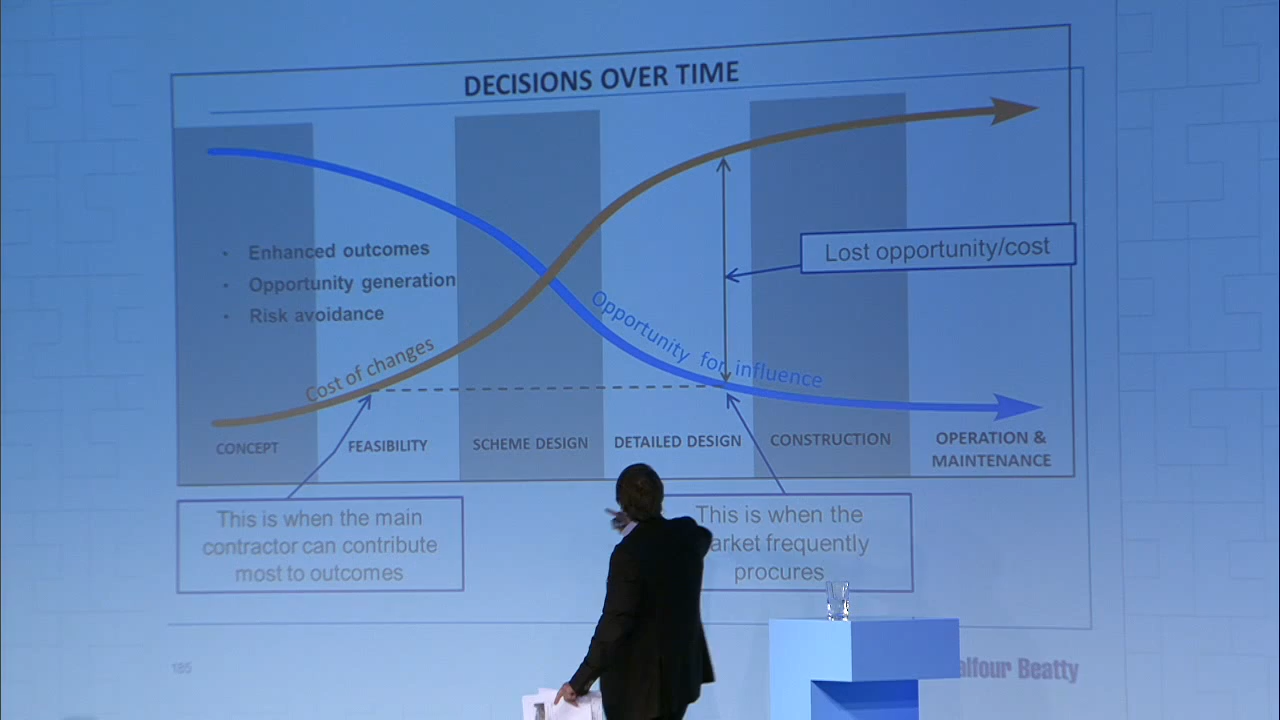 DECISIONS OVER TIME
• Enhanced outcomes
• Opportunity generation
• Risk avoidance
Lost opportunity/cost
Opportunity for influence
Cost of changes
CONCEPT
FEASIBILITY
SCHEME DESIGN
DETAILED DESIGN
CONSTRUCTION
OPERATION &
MAINTENANCE
This is when the main
contractor can contribute
most to outcomes
This is when the
arket frequently
procures
185
alfour Beatty